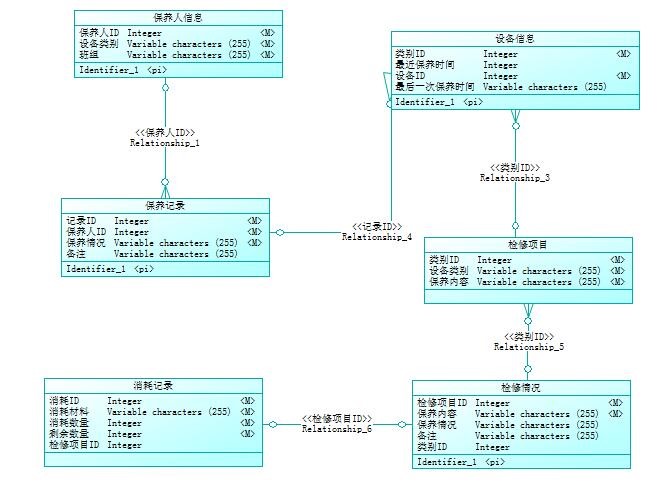 保养人信息
保养人ID Integer <M>
设备类别 Variable characters (255) <M>
班组 Variable characters (255) <M>
Identifier_1 <pi>
设备信息
类别ID Integer <M>
最近保养时间 Integer
设备ID Integer <M>
最后一次保养时间 Variable characters (255)
Identifier_1 <pi>
<<保养人ID>>
Relationship_1
<<类别ID>>
Relationship_3
保养记录
记录ID Integer <M>
保养人ID Integer <M>
保养情况 Variable characters (255) <M>
备注 Variable characters (255)
Identifier_1 <pi>
<<记录ID>>
Relationship_4
检修项目
类别ID Integer <M>
设备类别 Variable characters (255) <M>
保养内容 Variable characters (255) <M>
<<类别ID>>
Relationship_5
消耗记录
消耗ID Integer <M>
消耗材料 Variable characters (255) <M>
消耗数量 Integer <M>
剩余数量 Integer <M>
检修项目ID Integer
<<检修项目ID>>
Relationship_6
检修情况
检修项目ID Integer <M>
保养内容 Variable characters (255) <M>
保养情况 Variable characters (255)
备注 Variable characters (255)
类别ID Integer
Identifier_1 <pi>